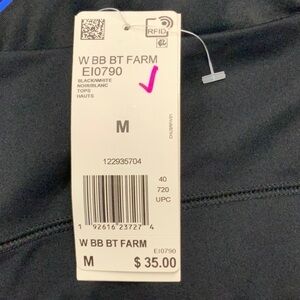 RFID
W BB BT FARM
EI0790
BLACK/WHITE
NOIR/BLANC
TOPS
HAUTS
M
122935704
40
720
UPC
1 92616 23727 4
W BB BT FARM
EI0790
M $ 35.00